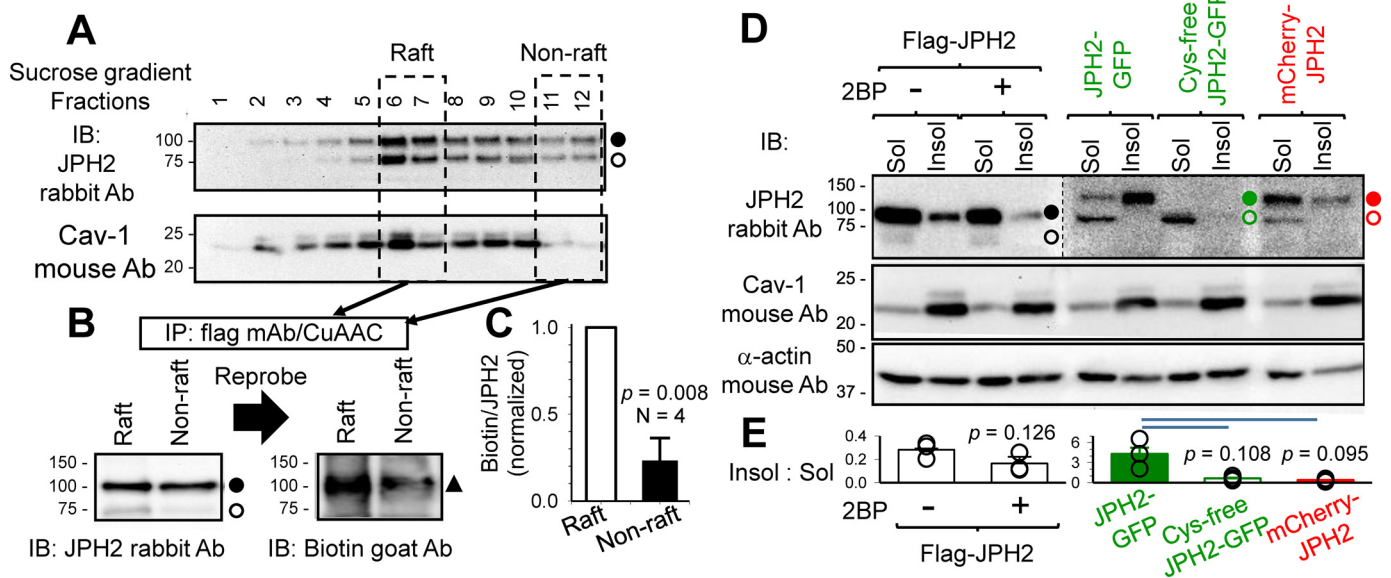 A
Raft
Non-raft
Sucrose gradient
Fractions
1 2 3 4 5 6 7 8 9 10 11 12
IB:
JPH2
rabbit Ab
100 -
75 -
Cav-1
mouse Ab
25 -
20 -
B
IP: flag mAb/CuAAC
Reprobe
Raft
Non-raft
Raft
Non-raft
150 -
100 -
75 -
150 -
100 -
75 -
IB: JPH2 rabbit Ab
IB: Biotin goat Ab
C
Biotin/JPH2
(normalized)
1.0
0.5
0.0
p = 0.008
N = 4
Raft
Non-raft
D
Flag-JPH2
2BP - +
JPH2-
GFP
Cys-free
JPH2-GFP
mCherry-
JPH2
IB:
Sol Insol Sol Insol Sol Insol Sol Insol Sol Insol
JPH2
rabbit Ab
150 -
100 -
75 -
Cav-1
mouse Ab
25 -
20 -
α-actin
mouse Ab
50 -
37 -
E
Insol : Sol
0.4
0.2
0.0
p = 0.126
2BP - +
Flag-JPH2
6
3
0
p = 0.108
p = 0.095
JPH2-
GFP
Cys-free
JPH2-GFP
mCherry-
JPH2